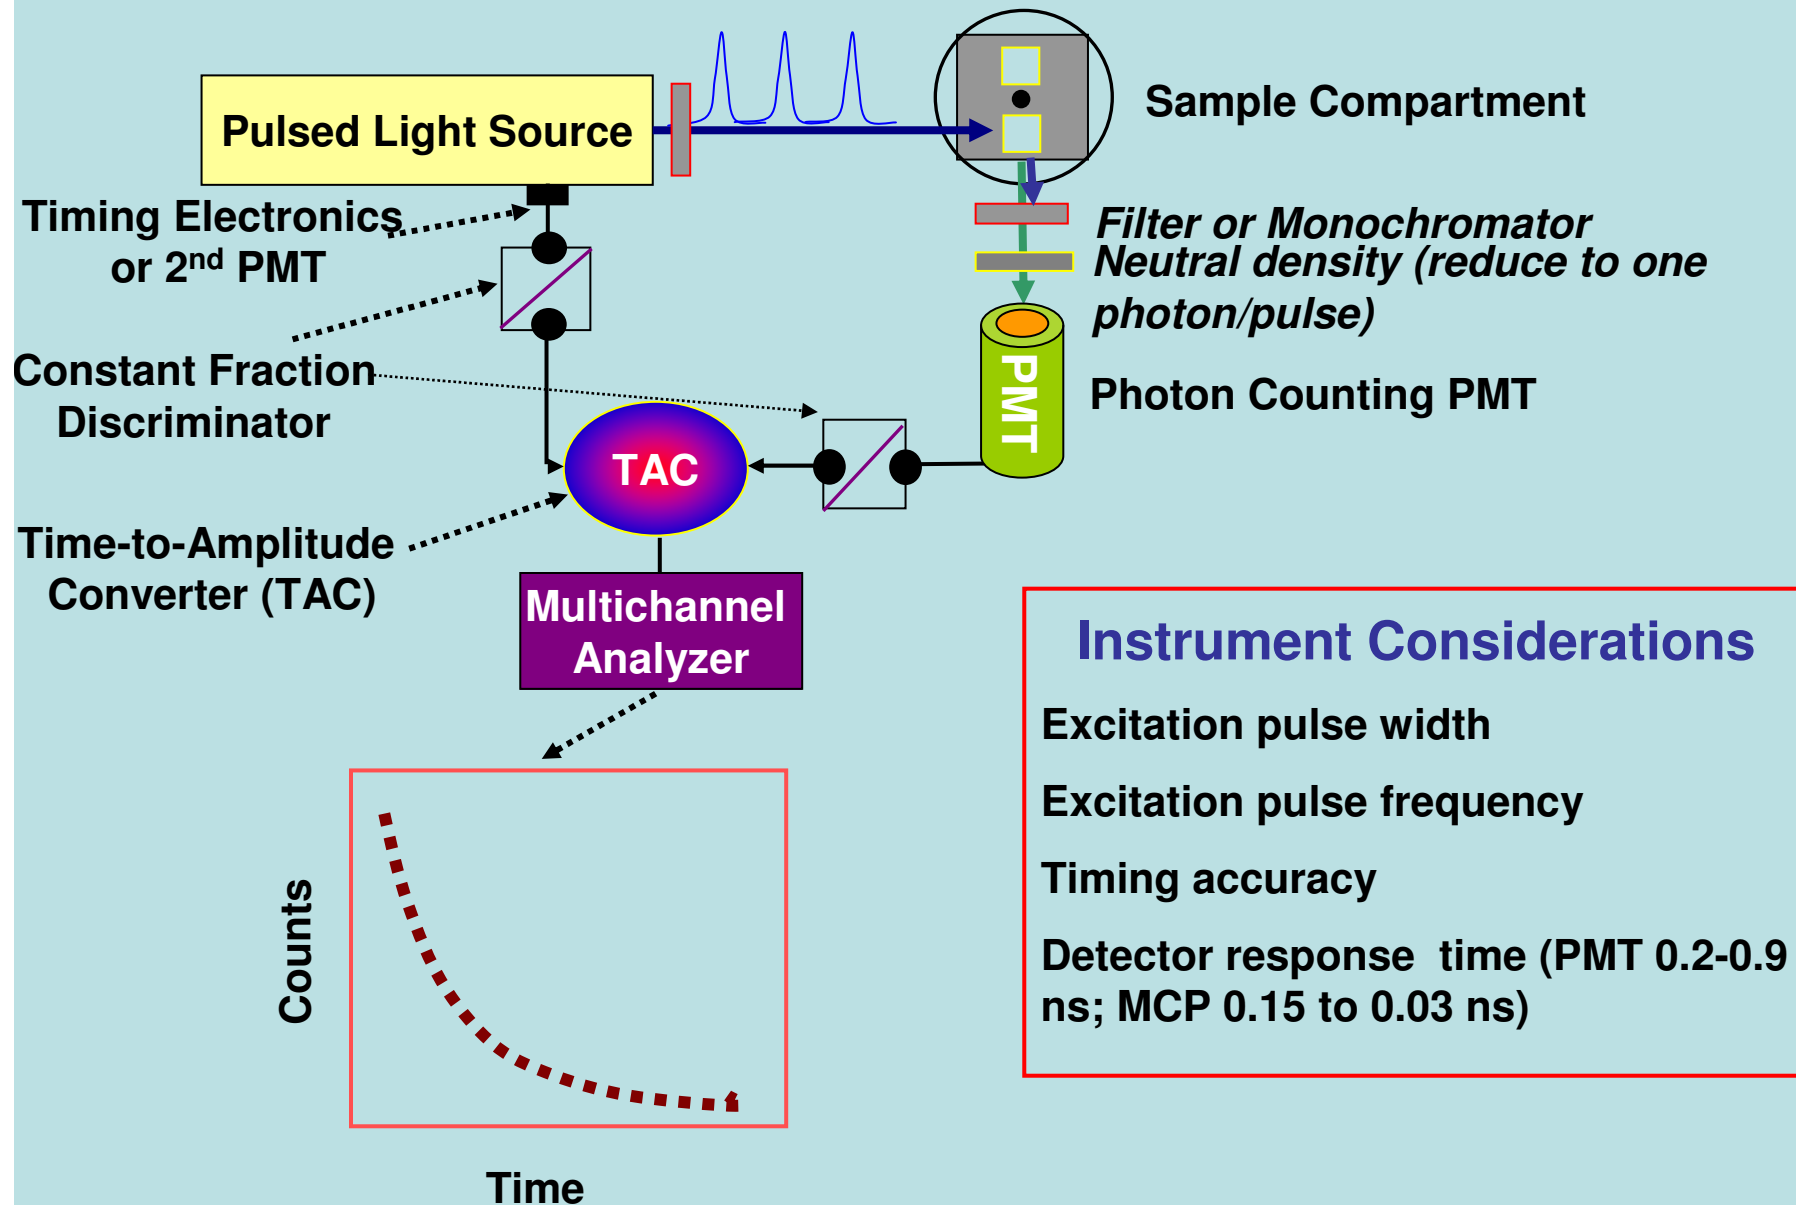 Pulsed Light Source
Sample Compartment
Timing Electronics
or 2nd PMT
Filter or Monochromator
Neutral density (reduce to one
photon/pulse)
Constant Fraction
Discriminator
PMT
Photon Counting PMT
TAC
Time-to-Amplitude
Converter (TAC)
Multichannel
Analyzer
Instrument Considerations
Excitation pulse width
Excitation pulse frequency
Timing accuracy
Detector response time (PMT 0.2-0.9
ns; MCP 0.15 to 0.03 ns)
Counts
Time